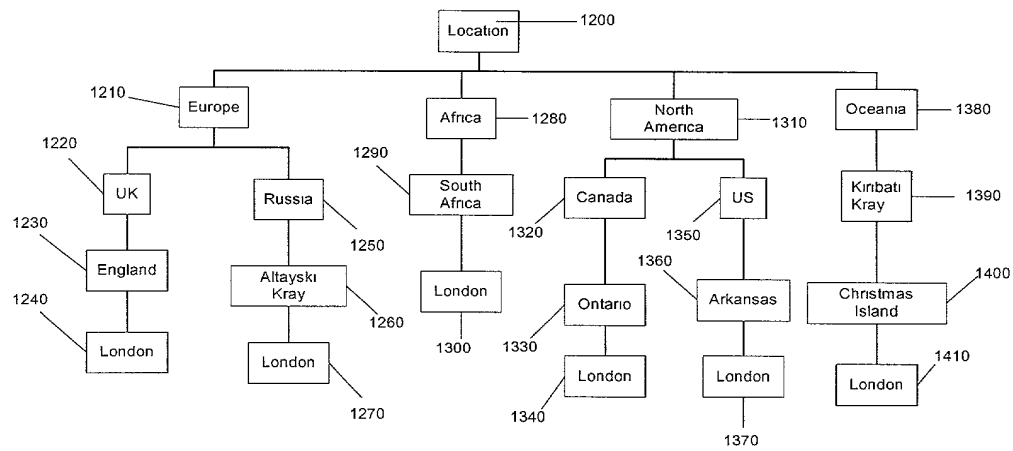 Location
1200
1210
Europe
Africa
1280
North
America
1310
Oceania
1380
1220
UK
Russia
1250
1290
South
Africa
Canada
1320
US
1350
Kiribati
Kray
1390
1230
England
Altayski
Kray
1260
London
1300
Ontario
1330
1360
Arkansas
Christmas
Island
1400
1240
London
London
1270
London
1340
London
1370
London
1410